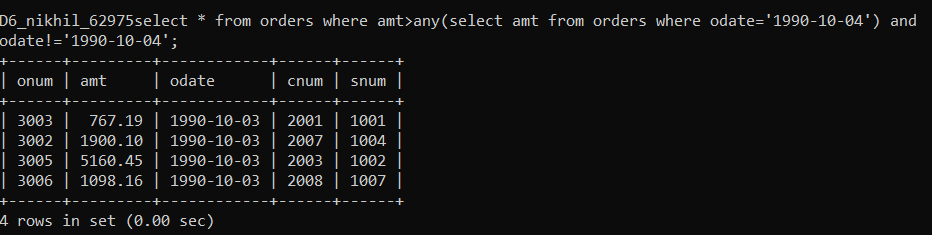 D6_nikhil_62975select * from orders where amt>any(select amt from orders where odate='1990-10-04') and
odate!='1990-10-04';
+------+---------+------------+------+------+
| onum | amt     | odate      | cnum | snum |
+------+---------+------------+------+------+
| 3003 |  767.19 | 1990-10-03 | 2001 | 1001 |
| 3002 | 1900.10 | 1990-10-03 | 2007 | 1004 |
| 3005 | 5160.45 | 1990-10-03 | 2003 | 1002 |
| 3006 | 1098.16 | 1990-10-03 | 2008 | 1007 |
+------+---------+------------+------+------+
4 rows in set (0.00 sec)